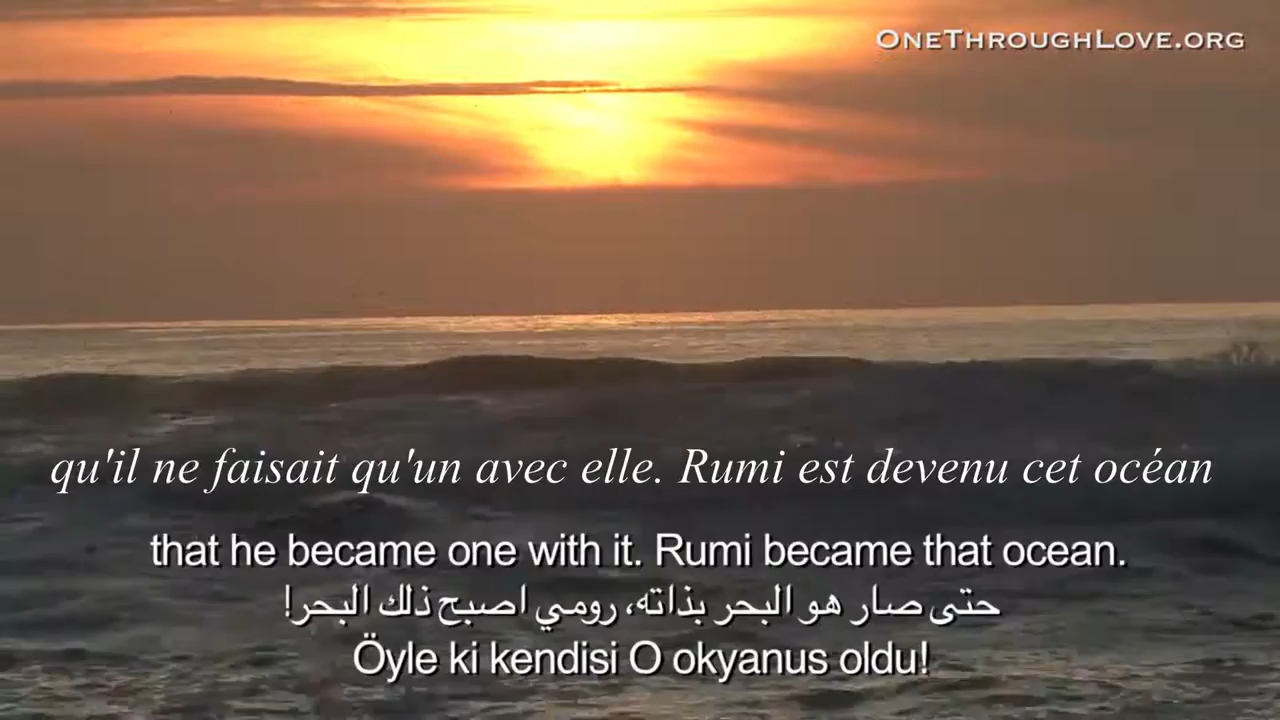 OneThroughLove.org
qu'il ne faisait qu'un avec elle. Rumi est devenu cet océan
that he became one with it. Rumi became that ocean.
حتى صار هو البحر بذاته، رومي اصبح ذلك البحر!
Öyle ki kendisi O okyanus oldu!